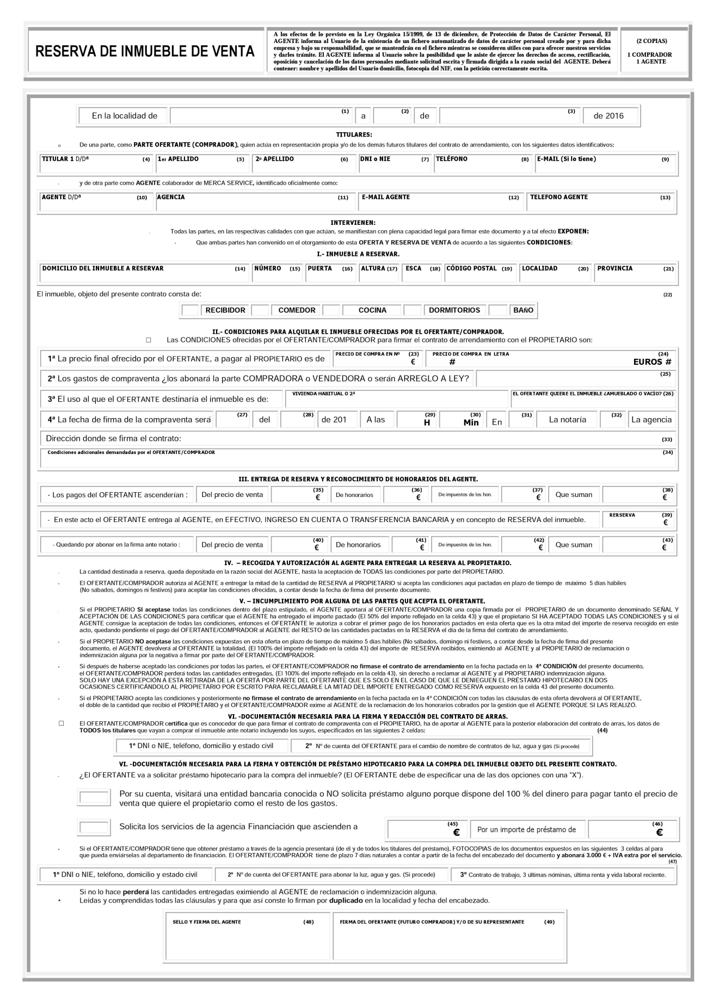 RESERVA DE INMUEBLE DE VENTA
A los efectos de lo previsto en la Ley Orgánica 15/1999, de 13 de diciembre, de Protección de Datos de Carácter Personal, El
AGENTE informa al Usuario de la existencia de un fichero automatizado de datos de carácter personal creado por y para dicha
empresa y bajo su responsabilidad, que se mantendrán en el fichero mientras se consideren útiles con para ofrecer nuestros servicios
y darles trámite. El AGENTE informa al Usuario sobre la posibilidad que le asiste de ejercer los derechos de acceso, rectificación,
oposición y cancelación de los datos personales mediante solicitud escrita y firmada dirigida a la razón social del AGENTE. Deberá
contener: nombre y apellidos del Usuario domicilio, fotocopia del NIF, con la petición correctamente escrita.
(2 COPIAS)
1 COMPRADOR
1 AGENTE
En la localidad de (1) a (2) de (3) de 2016
TITULARES:
De una parte, como PARTE OFERTANTE (COMPRADOR), quien actúa en representación propia y/o de los demás futuros titulares del contrato de arrendamiento, con los siguientes datos identificativos:
TITULAR 1 D/Dª (4) 1er APELLIDO (5) 2º APELLIDO (6) DNI o NIE (7) TELÉFONO (8) E-MAIL (Si lo tiene) (9)
y de otra parte como AGENTE colaborador de MERCA SERVICE, identificado oficialmente como:
AGENTE D/Dª (10) AGENCIA (11) E-MAIL AGENTE (12) TELEFONO AGENTE (13)
INTERVIENEN:
Todas las partes, en las respectivas calidades con que actúan, se manifiestan con plena capacidad legal para firmar este documento y a tal efecto EXPONEN:
Que ambas partes han convenido en el otorgamiento de esta OFERTA Y RESERVA DE VENTA de acuerdo a las siguientes CONDICIONES:
I.- INMUEBLE A RESERVAR.
DOMICILIO DEL INMUEBLE A RESERVAR (14) NÚMERO (15) PUERTA (16) ALTURA (17) ESCA (18) CÓDIGO POSTAL (19) LOCALIDAD (20) PROVINCIA (21)
El inmueble, objeto del presente contrato consta de: (22)
RECIBIDOR COMEDOR COCINA DORMITORIOS BAÑO
II.- CONDICIONES PARA ALQUILAR EL INMUEBLE OFRECIDAS POR EL OFERTANTE/COMPRADOR.
☐ Las CONDICIONES ofrecidas por el OFERTANTE/COMPRADOR para firmar el contrato de arrendamiento con el PROPIETARIO son:
1ª La precio final ofrecido por el OFERTANTE, a pagar al PROPIETARIO es de PRECIO DE COMPRA EN Nº (23) € PRECIO DE COMPRA EN LETRA (24) # EUROS #
2ª Los gastos de compraventa ¿los abonará la parte COMPRADORA o VENDEDORA o serán ARREGLO A LEY? (25)
3ª El uso al que el OFERTANTE destinaría el inmueble es de: VIVIENDA HABITUAL O 2ª EL OFERTANTE QUIERE EL INMUEBLE ¿AMUEBLADO O VACÍO? (26)
4ª La fecha de firma de la compraventa será (27) del (28) de 201 A las (29) H (30) Min En (31) La notaría (32) La agencia
Dirección donde se firma el contrato: (33)
Condiciones adicionales demandadas por el OFERTANTE/COMPRADOR (34)
III. ENTREGA DE RESERVA Y RECONOCIMIENTO DE HONORARIOS DEL AGENTE.
- Los pagos del OFERTANTE ascenderían : Del precio de venta (35) € De honorarios (36) € De impuestos de los hon. (37) € Que suman (38) €
- En este acto el OFERTANTE entrega al AGENTE, en EFECTIVO, INGRESO EN CUENTA O TRANSFERENCIA BANCARIA y en concepto de RESERVA del inmueble. RERSERVA (39) €
- Quedando por abonar en la firma ante notario : Del precio de venta (40) € De honorarios (41) € De impuestos de los hon. (42) € Que suman (43) €
IV. – RECOGIDA Y AUTORIZACIÓN AL AGENTE PARA ENTREGAR LA RESERVA AL PROPIETARIO.
La cantidad destinada a reserva, queda depositada en la razón social del AGENTE, hasta la aceptación de TODAS las condiciones por parte del PROPIETARIO.
El OFERTANTE/COMPRADOR autoriza al AGENTE a entregar la mitad de la cantidad de RESERVA al PROPIETARIO si acepta las condiciones aquí pactadas en plazo de tiempo de máximo 5 días hábiles
(No sábados, domingos ni festivos) para aceptar las condiciones ofrecidas, a contar desde la fecha de firma del presente documento.
V. – INCUMPLIMIENTO POR ALGUNA DE LAS PARTES QUE ACEPTA EL OFERTANTE.
Si el PROPIETARIO SI aceptase todas las condiciones dentro del plazo estipulado, el AGENTE aportará al OFERTANTE/COMPRADOR una copia firmada por el PROPIETARIO de un documento denominado SEÑAL Y
ACEPTACIÓN DE LAS CONDICIONES para certificar que el AGENTE ha entregado el importe pactado (El 50% del importe reflejado en la celda 43) y que el propietario SI HA ACEPTADO TODAS LAS CONDICIONES y si el
AGENTE consigue la aceptación de todas las condiciones, entonces el OFERTANTE le autoriza a cobrar el primer pago de los honorarios pactados en esta oferta que es la otra mitad del importe de reserva recogido en este
acto, quedando pendiente el pago del OFERTANTE/COMPRADOR al AGENTE del RESTO de las cantidades pactadas en la RESERVA el día de la firma del contrato de arrendamiento.
Si el PROPIETARIO NO aceptase las condiciones expuestas en esta oferta en plazo de tiempo de máximo 5 días hábiles (No sábados, domingo ni festivos, a contar desde la fecha de firma del presente
documento, el AGENTE devolverá al OFERTANTE la totalidad, (El 100% del importe reflejado en la celda 43) del importe de RESERVA recibidos, eximiendo al AGENTE y al PROPIETARIO de reclamación o
indemnización alguna por la negativa a firmar por parte del OFERTANTE/COMPRADOR.
Si después de haberse aceptado las condiciones por todas las partes, el OFERTANTE/COMPRADOR no firmase el contrato de arrendamiento en la fecha pactada en la 4ª CONDICIÓN del presente documento,
el OFERTANTE/COMPRADOR perderá todas las cantidades entregadas, (El 100% del importe reflejado en la celda 43), sin derecho a reclamar al AGENTE y al PROPIETARIO indemnización alguna.
SOLO HAY UNA EXCEPCIÓN A ESTA RETIRADA DE LA OFERTA POR PARTE DEL OFERTANTE QUE ES SOLO EN EL CASO DE QUE LE DENIEGUEN EL PRÉSTAMO HIPOTECARIO EN DOS
OCASIONES CERTIFICÁNDOLO AL PROPIETARIO POR ESCRITO PARA RECLAMARLE LA MITAD DEL IMPORTE ENTREGADO COMO RESERVA expuesto en la celda 43 del presente documento.
Si el PROPIETARIO acepta las condiciones y posteriormente no firmase el contrato de arrendamiento en la fecha pactada en la 4ª CONDICIÓN con todas las cláusulas de esta oferta devolverá al OFERTANTE,
el doble de la cantidad que recibió el PROPIETARIO y el OFERTANTE/COMPRADOR exime al AGENTE de la reclamación de los honorarios cobrados por la gestión que el AGENTE PORQUE SI LAS REALIZÓ.
VI. -DOCUMENTACIÓN NECESARIA PARA LA FIRMA Y REDACCIÓN DEL CONTRATO DE ARRAS.
☐ El OFERTANTE/COMPRADOR certifica que es conocedor de que para firmar el contrato de compraventa con el PROPIETARIO, ha de aportar al AGENTE para la posterior elaboración del contrato de arras, los datos de
TODOS los titulares que vayan a comprar el inmueble ante notario incluyendo los suyos, especificados en las siguientes 2 celdas: (44)
1º DNI o NIE, teléfono, domicilio y estado civil 2º Nº de cuenta del OFERTANTE para el cambio de nombre de contratos de luz, agua y gas (Si procede)
VI. -DOCUMENTACIÓN NECESARIA PARA LA FIRMA Y OBTENCIÓN DE PRÉSTAMO HIPOTECARIO PARA LA COMPRA DEL INMUEBLE OBJETO DEL PRESENTE CONTRATO.
¿El OFERTANTE va a solicitar préstamo hipotecario para la compra del inmueble? (El OFERTANTE debe de especificar una de las dos opciones con una "X").
Por su cuenta, visitará una entidad bancaria conocida o NO solicita préstamo alguno porque dispone del 100 % del dinero para pagar tanto el precio de
venta que quiere el propietario como el resto de los gastos.
Solicita los servicios de la agencia Financiación que ascienden a (45) € Por un importe de préstamo de (46) €
Si el OFERTANTE/COMPRADOR tiene que obtener préstamo a través de la agencia presentará (de él y de todos los titulares del préstamo), FOTOCOPIAS de los documentos expuestos en las siguientes 3 celdas al para
que pueda enviárselas al departamento de financiación. El OFERTANTE/COMPRADOR tiene de plazo 7 días naturales a contar a partir de la fecha del encabezado del documento y abonará 3.000 € + IVA extra por el servicio.
(47)
1º DNI o NIE, teléfono, domicilio y estado civil 2º Nº de cuenta del OFERTANTE para abonar la luz, agua y gas. (Si procede) 3º Contrato de trabajo, 3 últimas nóminas, última renta y vida laboral reciente.
Si no lo hace perderá las cantidades entregadas eximiendo al AGENTE de reclamación o indemnización alguna.
• Leídas y comprendidas todas las cláusulas y para que así conste lo firman por duplicado en la localidad y fecha del encabezado.
SELLO Y FIRMA DEL AGENTE (48) FIRMA DEL OFERTANTE (FUTURO COMPRADOR) Y/O DE SU REPRESENTANTE (49)